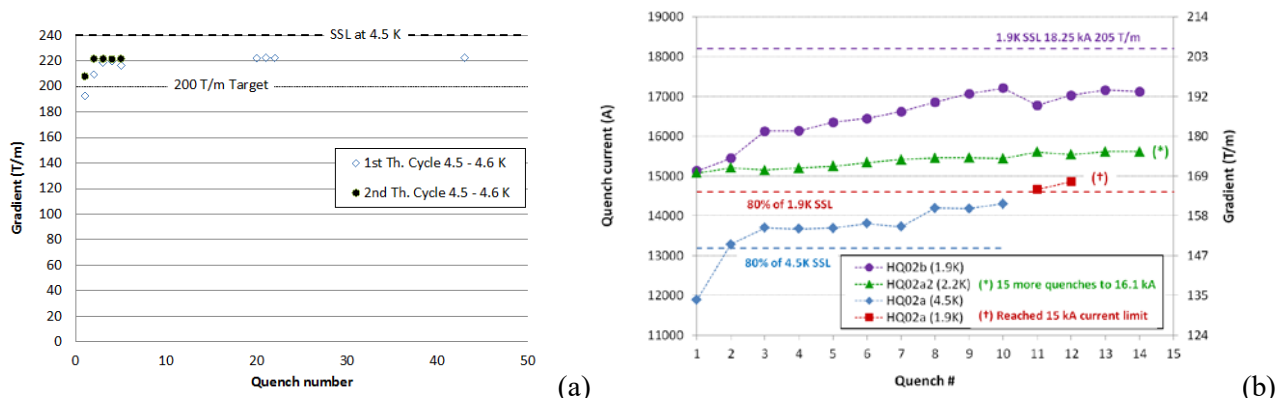 SSL at 4.5 K
240
220
200
180
160
140
120
100
80
60
40
20
0
Gradient (T/m)
200 T/m Target
1st Th. Cycle 4.5 - 4.6 K
2nd Th. Cycle 4.5 - 4.6 K
0 10 20 30 40 50
Quench number
(a)
19000
18000
17000
16000
15000
14000
13000
12000
11000
Quench current (A)
1.9K SSL 18.25 kA 205 T/m
(*)
(†)
80% of 1.9K SSL
80% of 4.5K SSL
HQ02b (1.9K)
HQ02a2 (2.2K) (*) 15 more quenches to 16.1 kA
HQ02a (4.5K)
HQ02a (1.9K) (†) Reached 15 kA current limit
214
203
192
180
169
158
147
135
124
Gradient (T/m)
1 2 3 4 5 6 7 8 9 10 11 12 13 14 15
Quench #
(b)